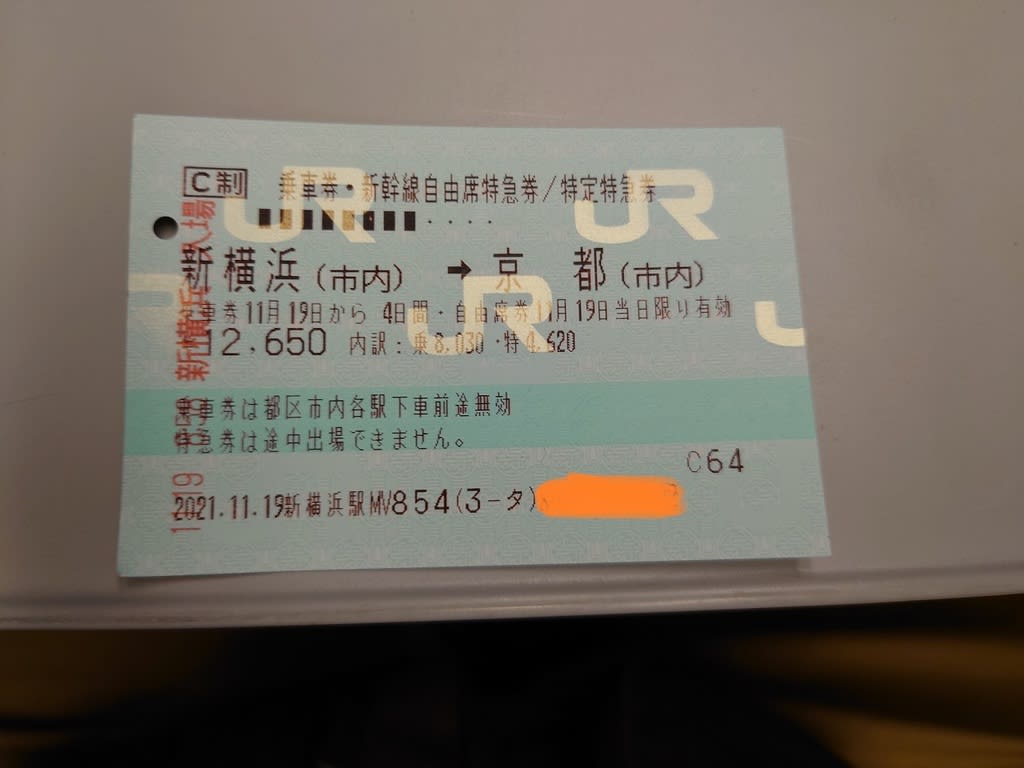 C制 乗車券・新幹線自由席特急券/特定特急券
新横浜(市内) → 京都(市内)
乗車券11月19日から 4日間・自由席券11月19日当日限り有効
¥12,650 内訳:乗8,030・特4,620
乗車券は都区市内各駅下車前途無効
特急券は途中出場できません。
C64
2021.11.19新横浜駅MV854(3-タ)
新横浜 入場
JR
JR
JR